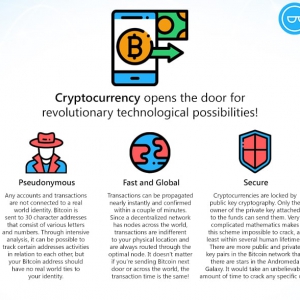 Cryptocurrency opens the door for
revolutionary technological possibilities!
Pseudonymous
Any accounts and transactions
are not connected to a real
world identity. Bitcoin is
sent to 30 character addresses
that consist of various letters
and numbers. Through intensive
analysis, it can be possible to
track certain addresses activities
in relation to each other; but
your Bitcoin address should
have no real world ties to
your identity.
Fast and Global
Transactions can be propagated
nearly instantly and confirmed
within a couple of minutes.
Since a decentralized network
has nodes across the world,
transactions are indifferent
to your physical location and
are always routed through the
optimal node. It doesn't matter
if you're sending Bitcoin next
door or across the world, the
transaction time is the same!
Secure
Cryptocurrencies are locked by
public key cryptography. Only the
owner of the private key attached
to the funds can send them. Very
complicated mathematics makes
this scheme impossible to crack, at
least within several human lifetimes
There are more public and private
key pairs in the Bitcoin network than
there are stars in the Andromeda
Galaxy. It would take an unbelievable
amount of time to crack any specific